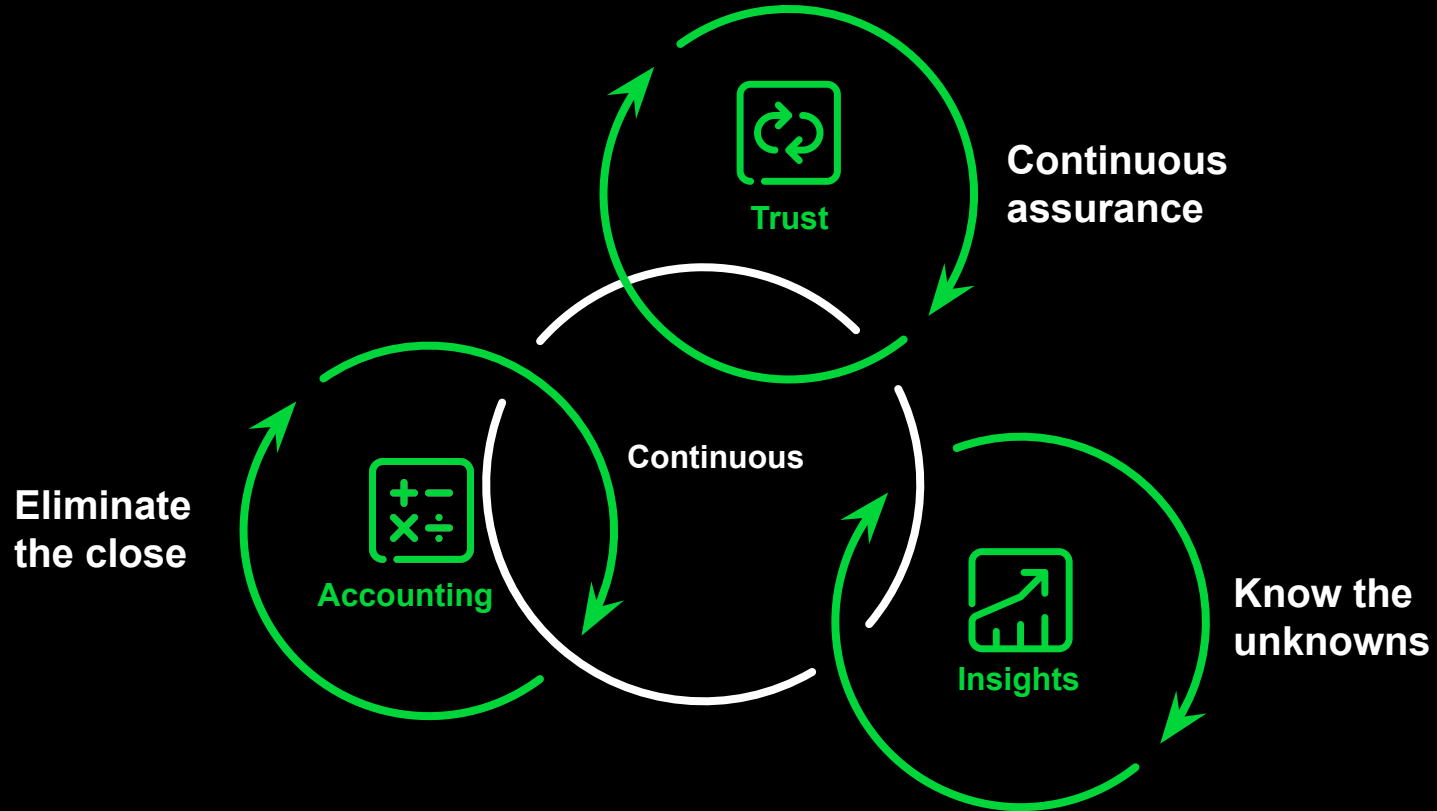 Trust
Continuous
assurance
Continuous
Eliminate
the close
Accounting
Know the
unknowns
Insights